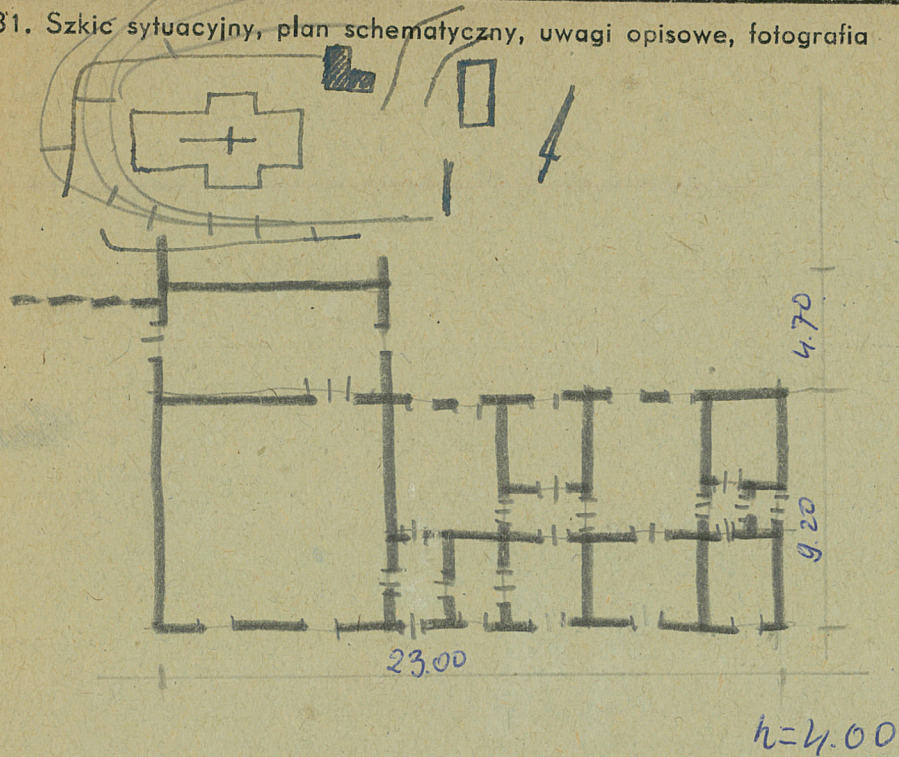 31. Szkic sytuacyjny, plan schematyczny, uwagi opisowe, fotografia
4.70
9.20
23.00
h=4.00